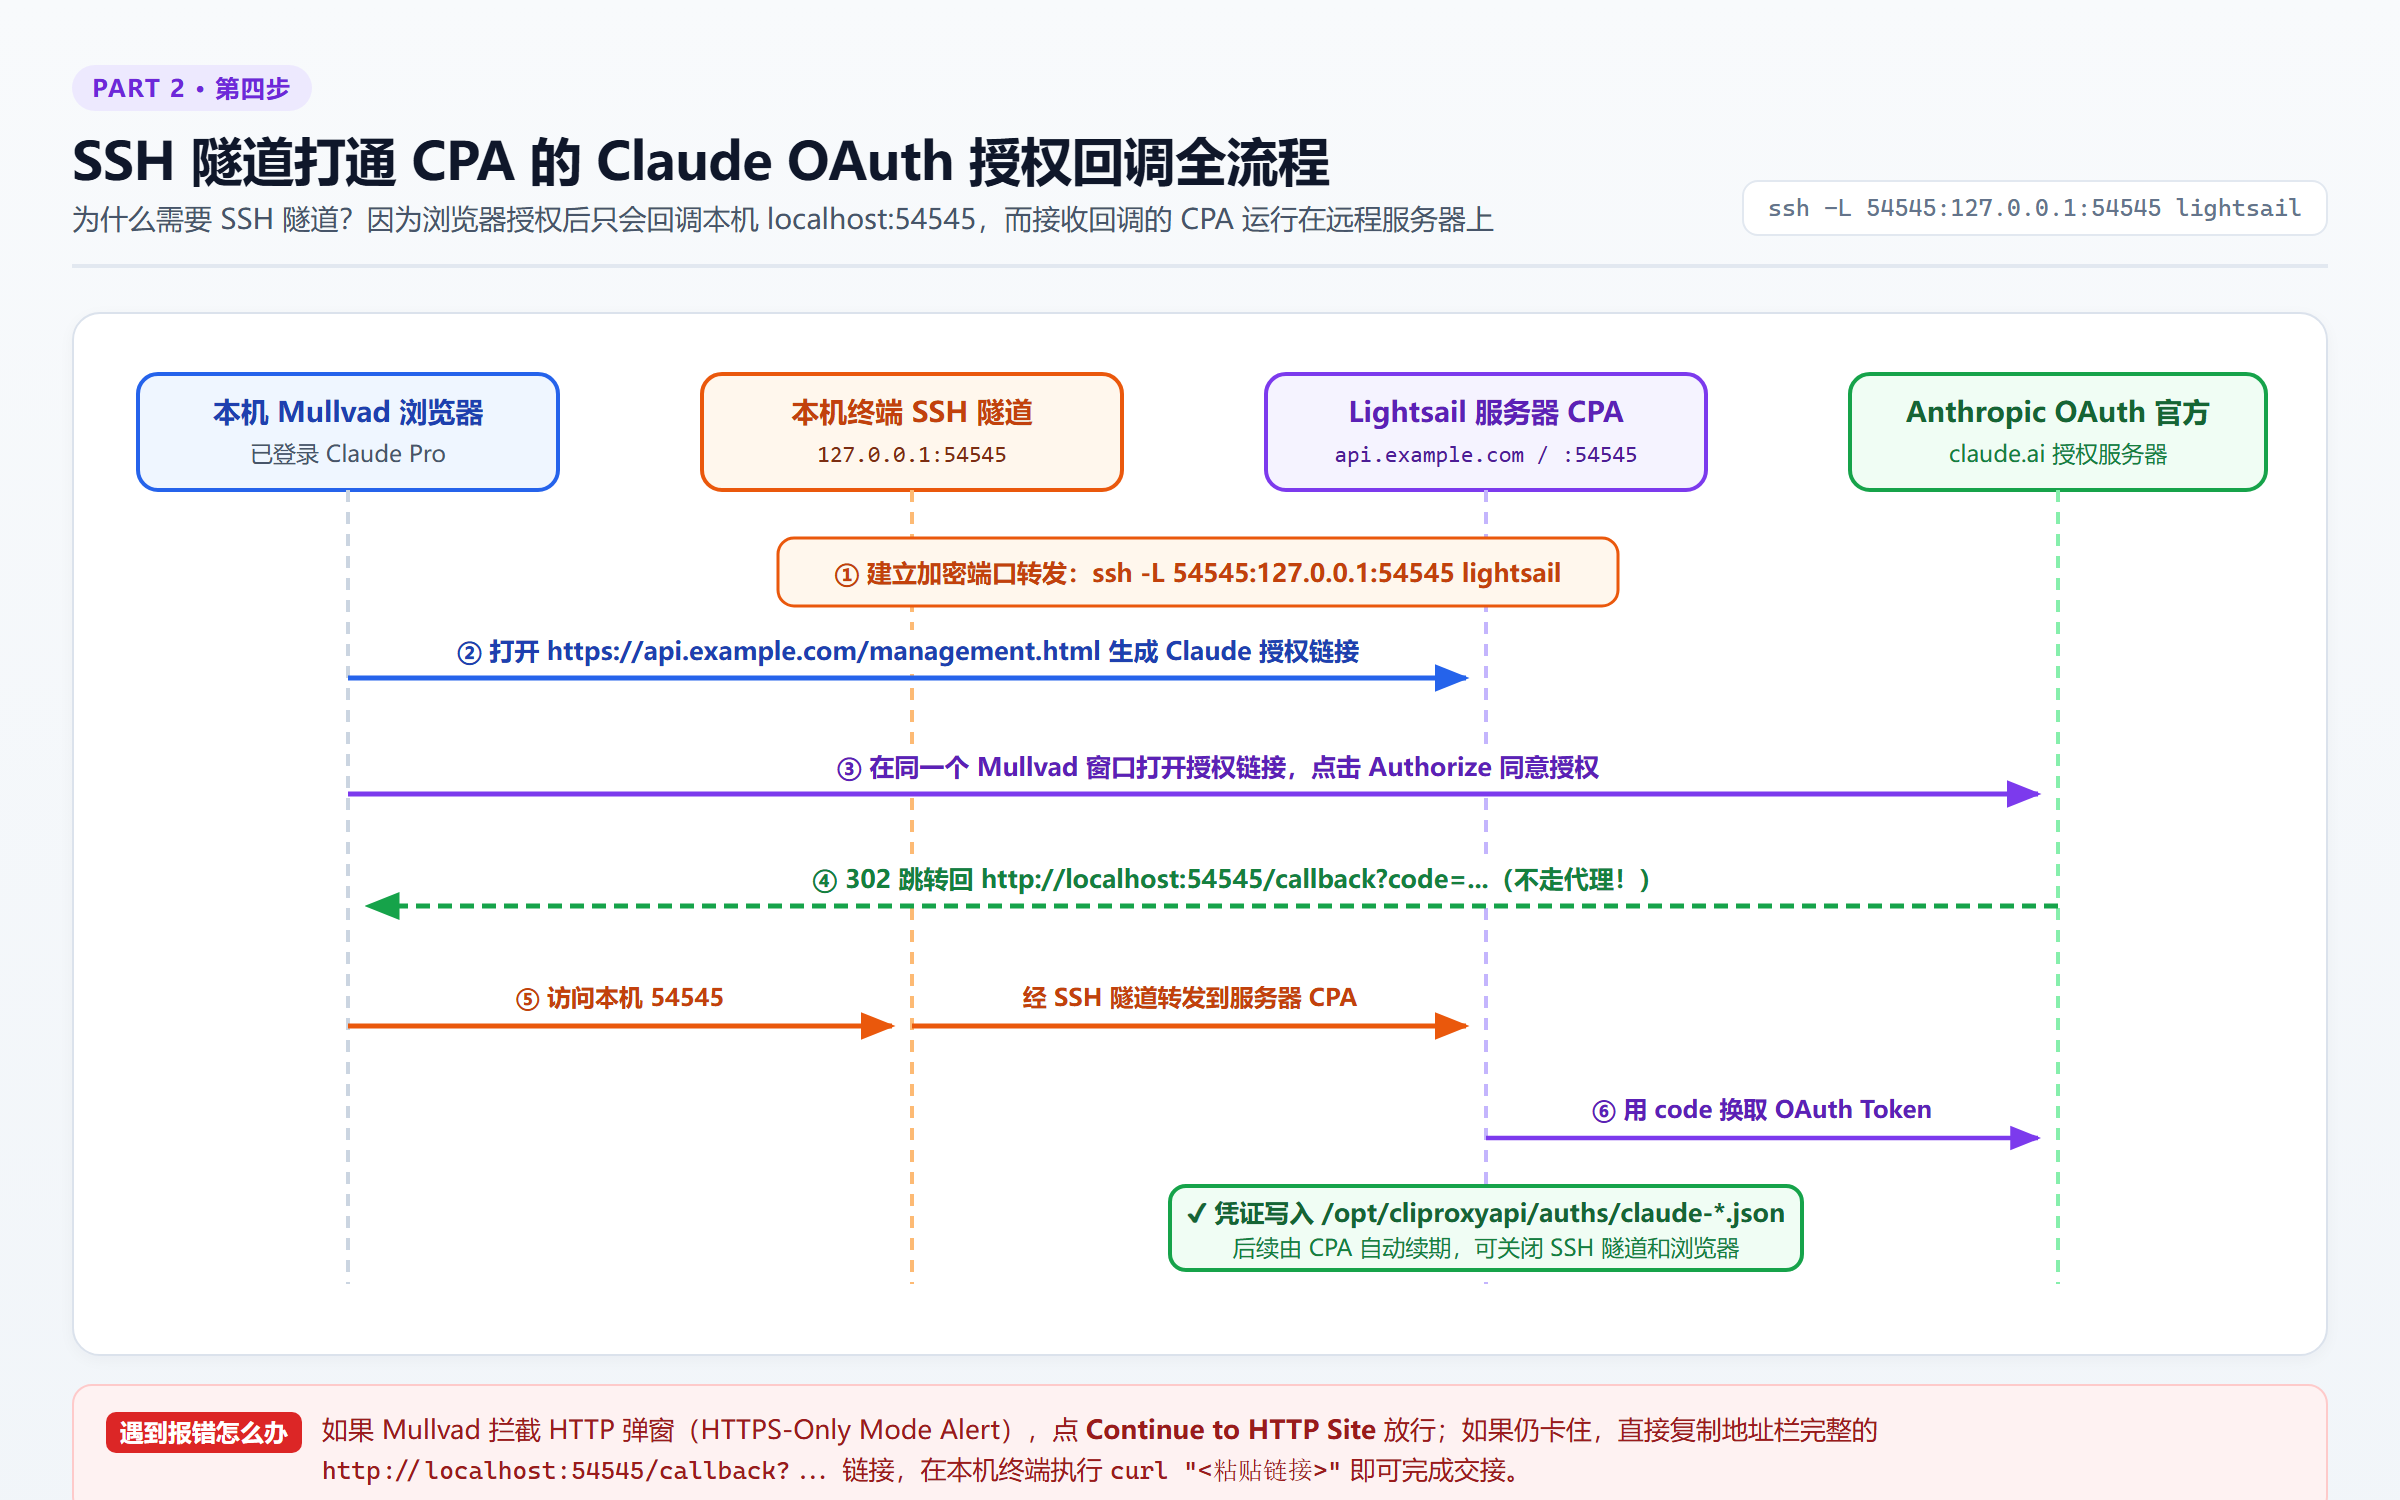 PART 2 • 第四步
SSH 隧道打通 CPA 的 Claude OAuth 授权回调全流程
为什么需要 SSH 隧道？因为浏览器授权后只会回调本机 localhost:54545，而接收回调的 CPA 运行在远程服务器上
ssh -L 54545:127.0.0.1:54545 lightsail
本机 Mullvad 浏览器
已登录 Claude Pro
本机终端 SSH 隧道
127.0.0.1:54545
Lightsail 服务器 CPA
api.example.com / :54545
Anthropic OAuth 官方
claude.ai 授权服务器
① 建立加密端口转发：ssh -L 54545:127.0.0.1:54545 lightsail
② 打开 https://api.example.com/management.html 生成 Claude 授权链接
③ 在同一个 Mullvad 窗口打开授权链接，点击 Authorize 同意授权
④ 302 跳转回 http://localhost:54545/callback?code=...（不走代理！）
⑤ 访问本机 54545
经 SSH 隧道转发到服务器 CPA
⑥ 用 code 换取 OAuth Token
✓ 凭证写入 /opt/cliproxyapi/auths/claude-*.json
后续由 CPA 自动续期，可关闭 SSH 隧道和浏览器
遇到报错怎么办
如果 Mullvad 拦截 HTTP 弹窗（HTTPS-Only Mode Alert），点 Continue to HTTP Site 放行；如果仍卡住，直接复制地址栏完整的
http://localhost:54545/callback?... 链接，在本机终端执行 curl "<粘贴链接>" 即可完成交接。